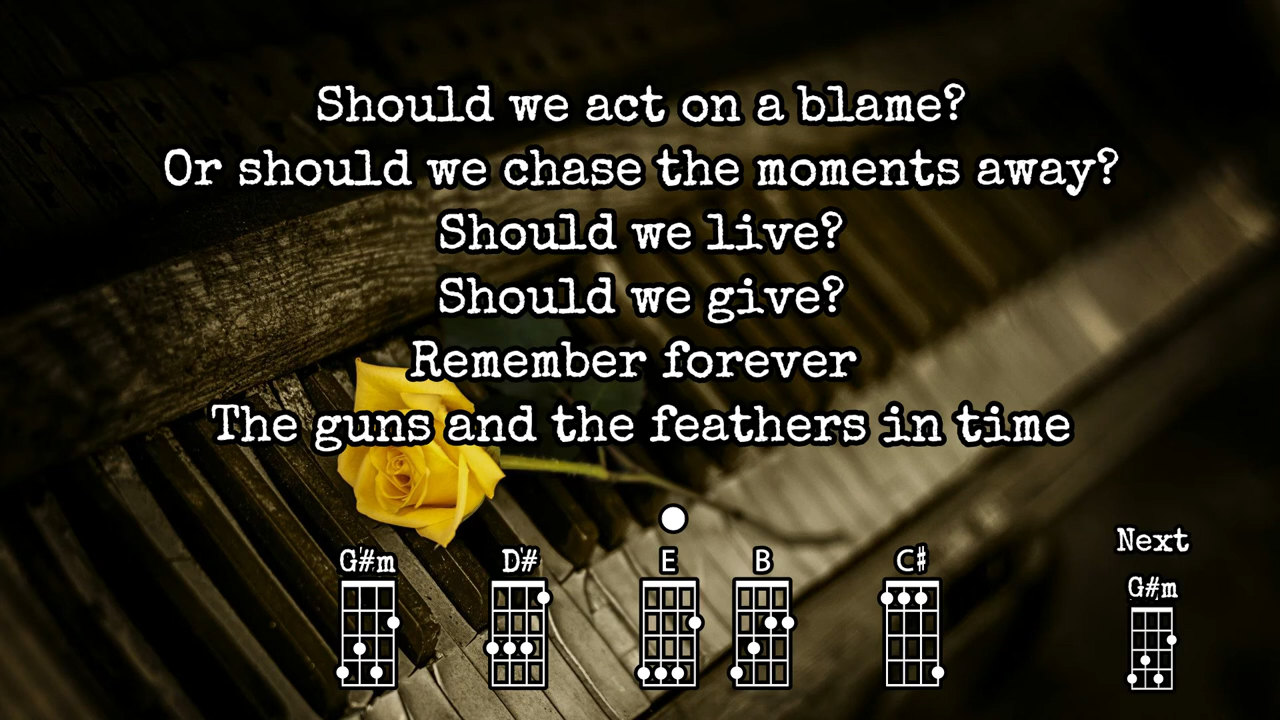 Should we act on a blame?
Or should we chase the moments away?
Should we live?
Should we give?
Remember forever
The guns and the feathers in time
Next
G#m D# E B C# G#m